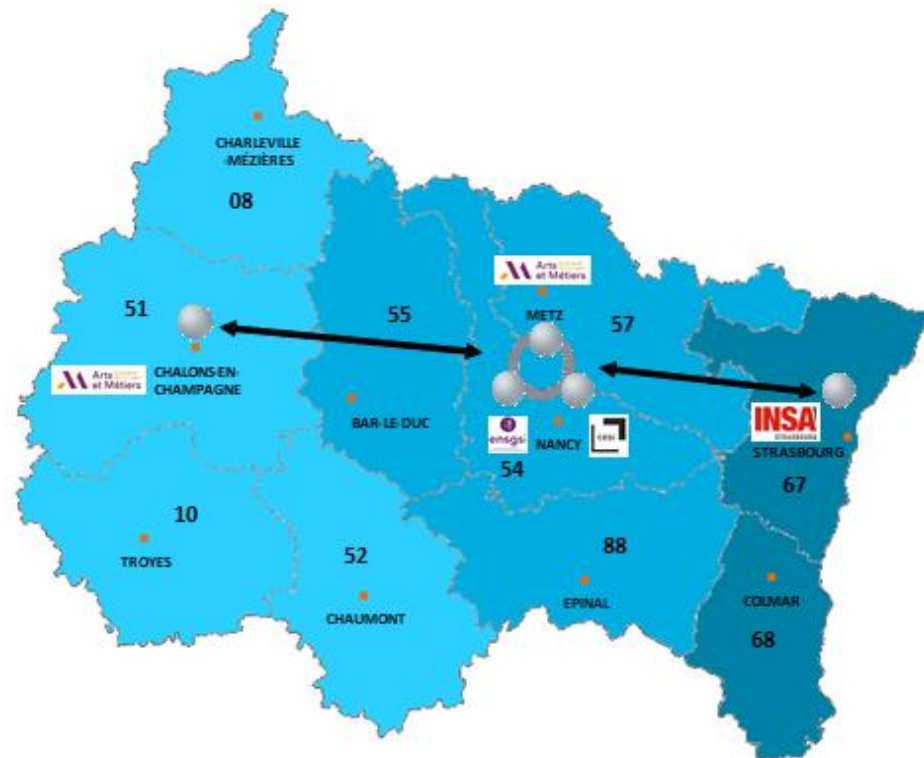 CHARLEVILLE
-MÉZIÈRES
08
Arts
et Métiers
51
55
METZ
57
Arts
et Métiers
CHALONS-EN-
CHAMPAGNE
BAR-LE-DUC
ensgsi
NANCY
cesi
INSA
STRASBOURG
STRASBOURG
54
67
10
TROYES
52
CHAUMONT
88
EPINAL
COLMAR
68